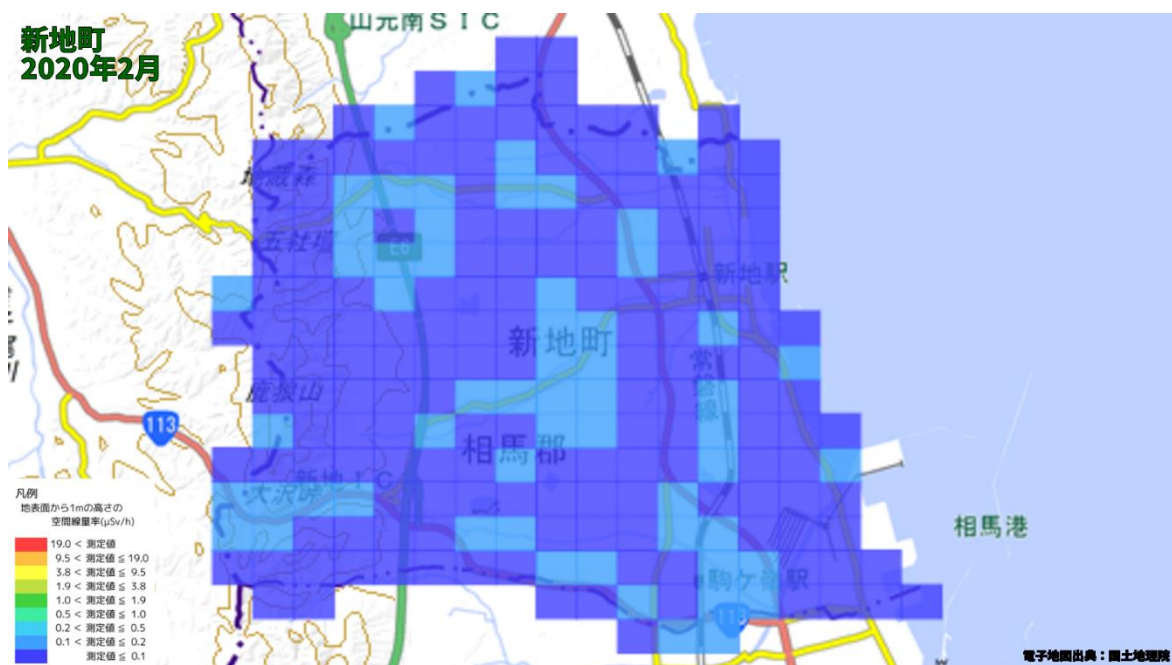 新地町
2020年2月
山元南SIC
地蔵森
五社壇
E6
新地駅
新地町
常磐線
鹿狼山
113
相馬郡
新地IC
大沢峠
相馬港
駒ケ嶺駅
113
凡例
地表面から1mの高さの
空間線量率(μSv/h)
19.0 < 測定値
9.5 < 測定値 ≦ 19.0
3.8 < 測定値 ≦ 9.5
1.9 < 測定値 ≦ 3.8
1.0 < 測定値 ≦ 1.9
0.5 < 測定値 ≦ 1.0
0.2 < 測定値 ≦ 0.5
0.1 < 測定値 ≦ 0.2
測定値 ≦ 0.1
電子地図出典：国土地理院